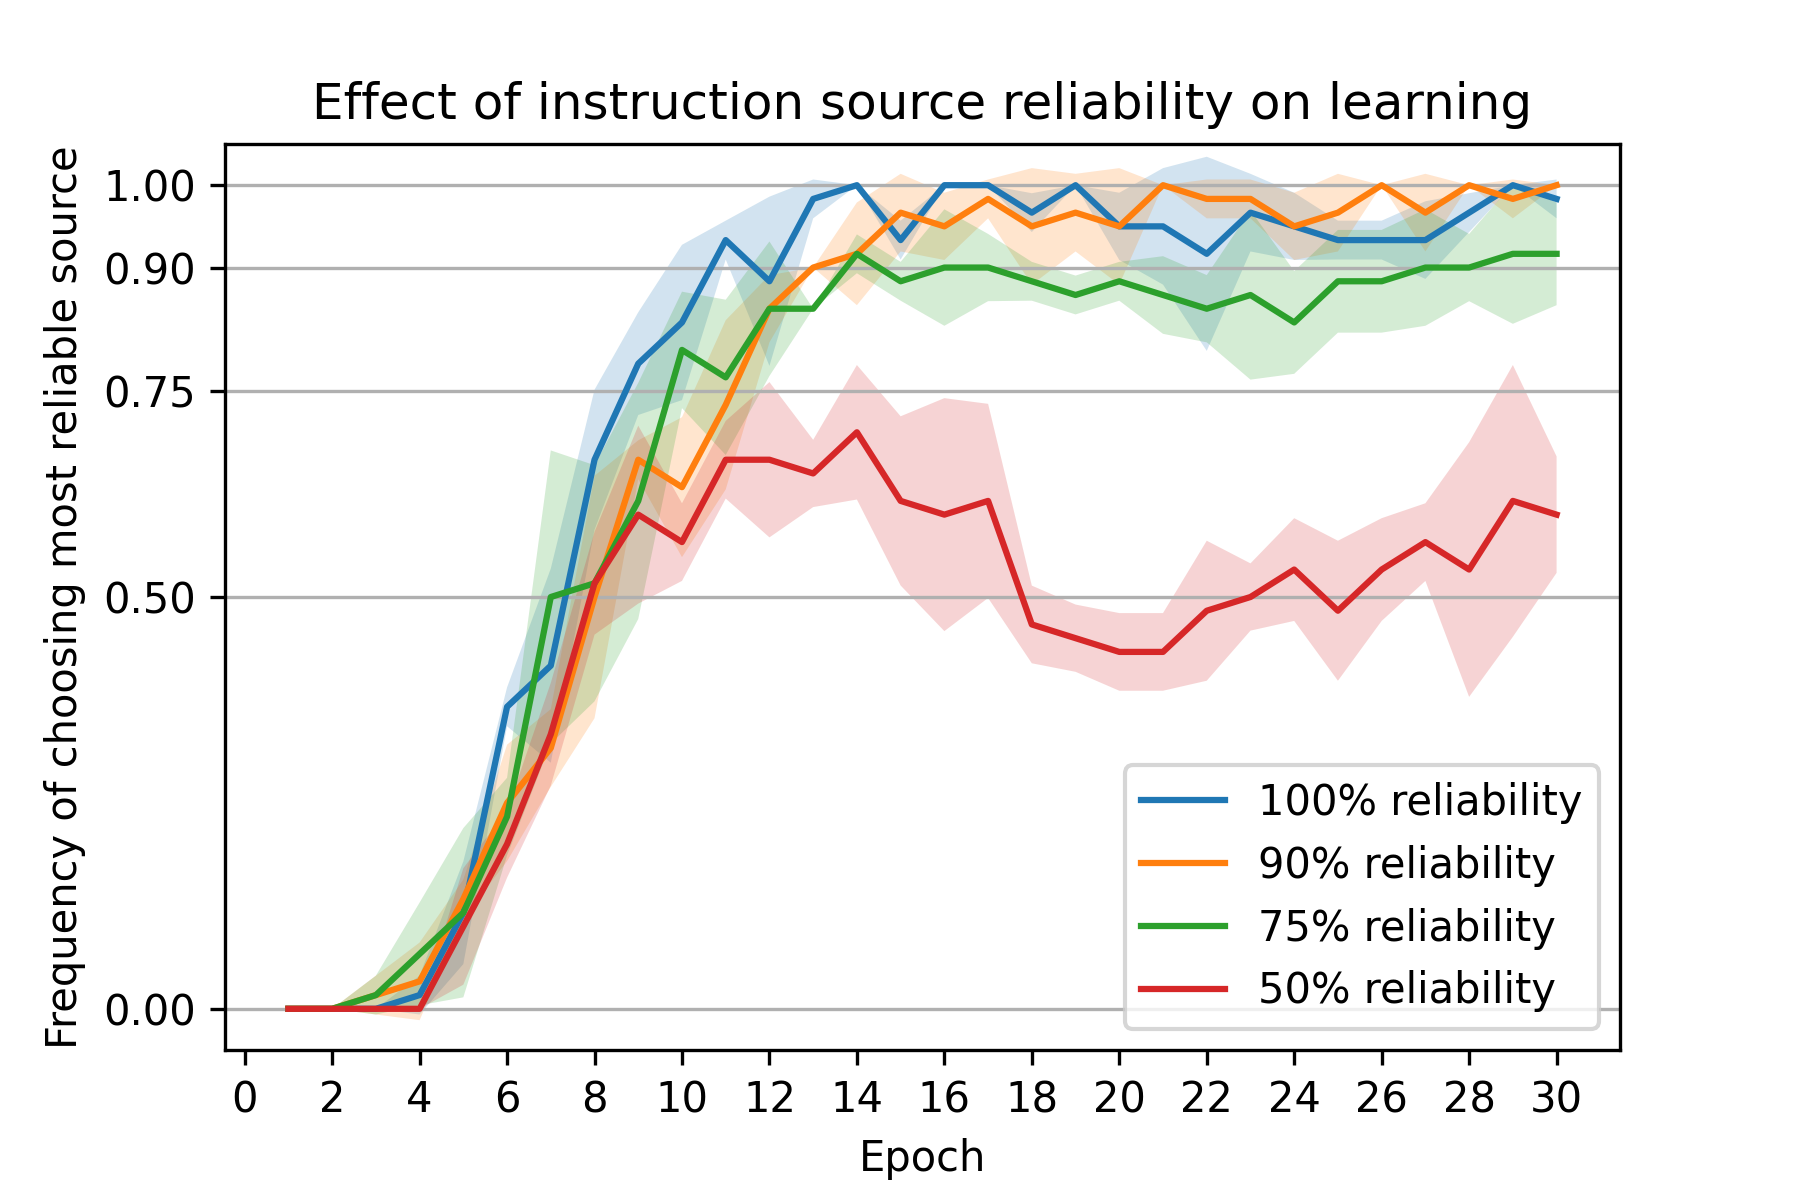 Effect of instruction source reliability on learning
Frequency of choosing most reliable source
1.00
0.90
0.75
0.50
0.00
100% reliability
90% reliability
75% reliability
50% reliability
0 2 4 6 8 10 12 14 16 18 20 22 24 26 28 30
Epoch